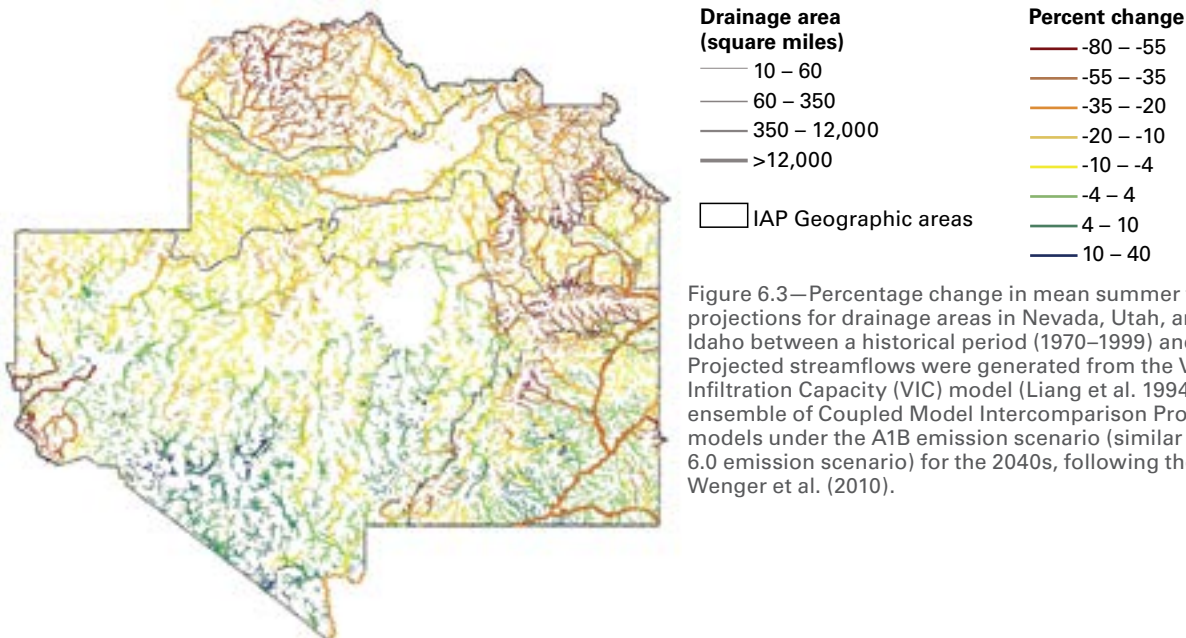 Drainage area
(square miles)
10 – 60
60 – 350
350 – 12,000
>12,000
IAP Geographic areas
Percent change
-80 – -55
-55 – -35
-35 – -20
-20 – -10
-10 – -4
-4 – 4
4 – 10
10 – 40
Figure 6.3—Percentage change in mean summer
projections for drainage areas in Nevada, Utah,
Idaho between a historical period (1970–1999)
Projected streamflows were generated from the
Infiltration Capacity (VIC) model (Liang et al. 1994
ensemble of Coupled Model Intercomparison
models under the A1B emission scenario (similar
6.0 emission scenario) for the 2040s, following
Wenger et al. (2010).